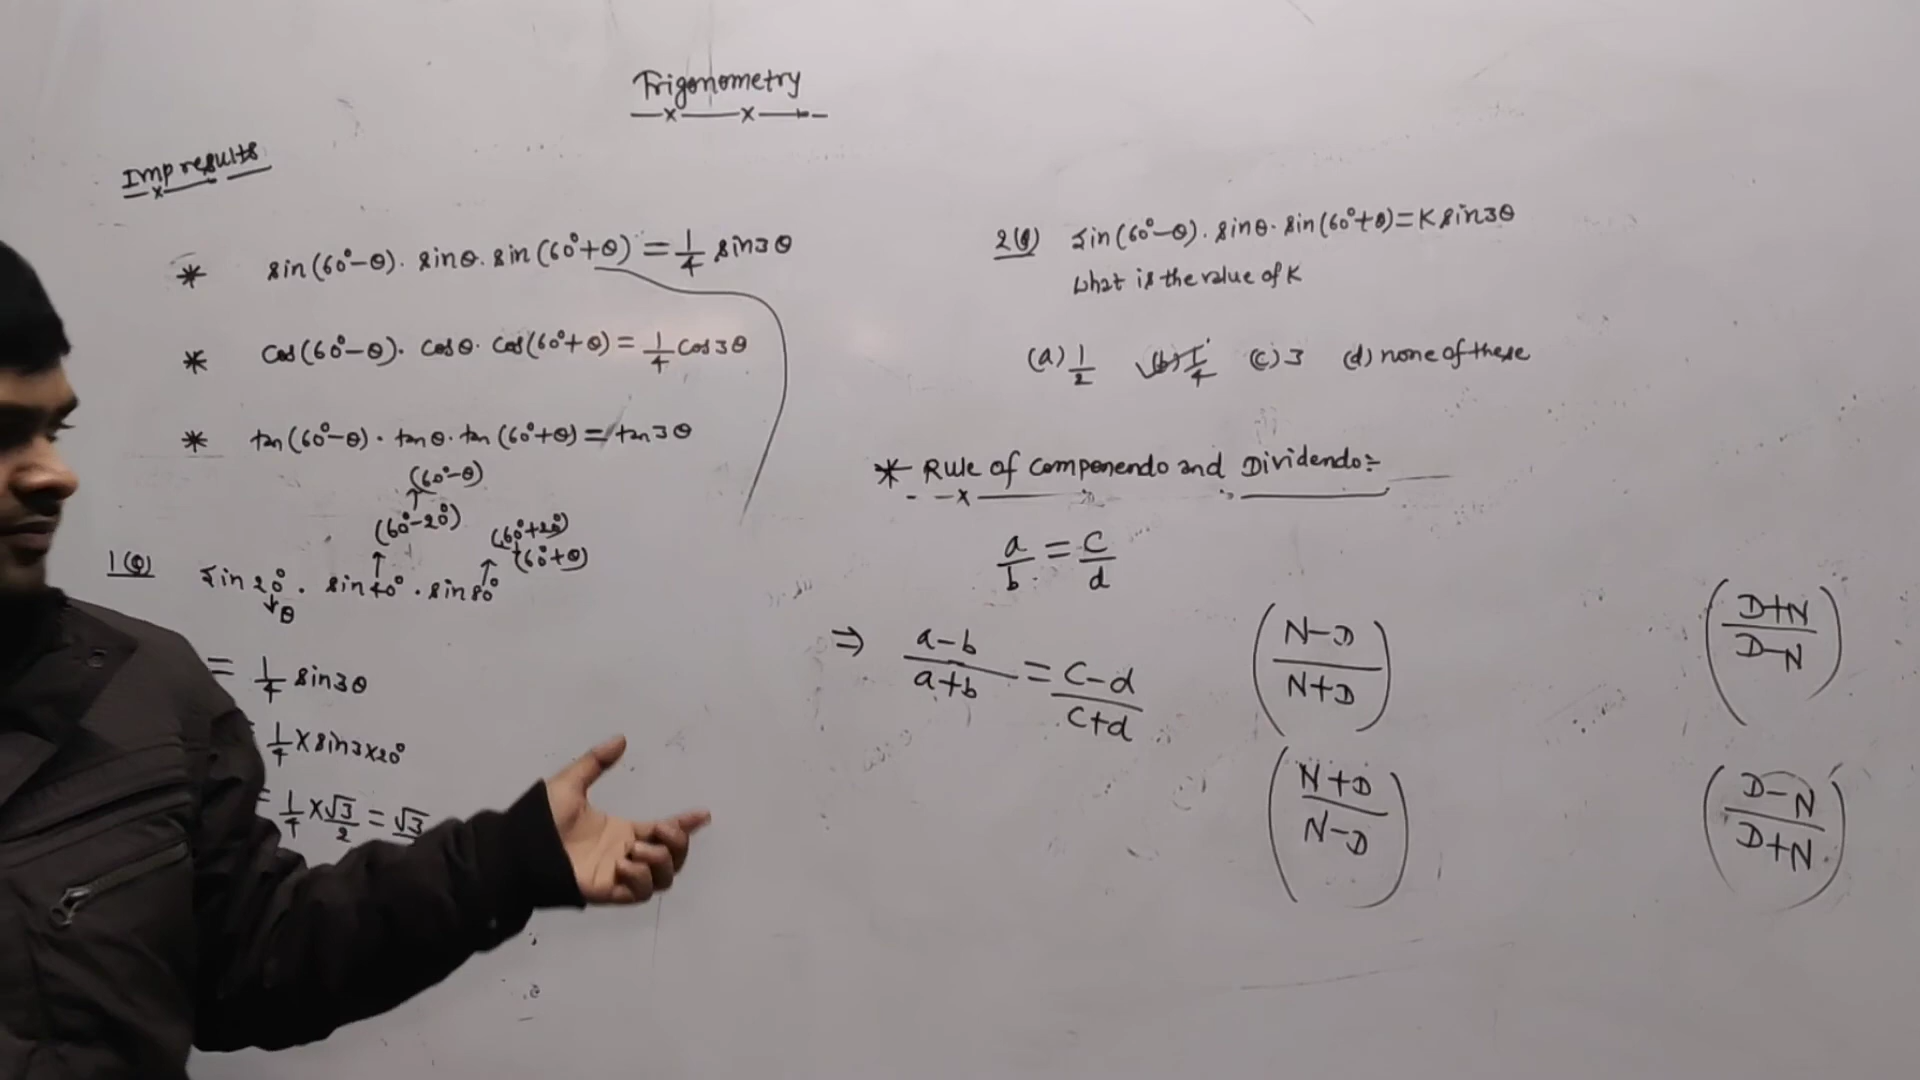 Trigonometry
Imp results
* sin(60°-θ). sinθ. sin(60°+θ) = 1/4 sin3θ
* cos(60°-θ). cosθ. cos(60°+θ) = 1/4 cos3θ
* tan(60°-θ). tanθ. tan(60°+θ) = tan3θ
(60°-θ)
↑
(60°-20°) (60°+20°)
↑ ↑ (60°+θ)
1(Q) sin20°. sin40°. sin80°
↓θ
= 1/4 sin3θ
= 1/4 × sin3×20°
= 1/4 × √3/2 = √3
2(Q) sin(60°-θ). sinθ. sin(60°+θ) = K sin3θ
what is the value of K
(a) 1/2 (b) 1/4 (c) 3 (d) none of these
* Rule of Componendo and Dividendo:-
a/b = c/d
⇒ a-b/a+b = c-d/c+d
(N-D/N+D) (D+N/D-N)
(N+D/N-D) (D-N/D+N)